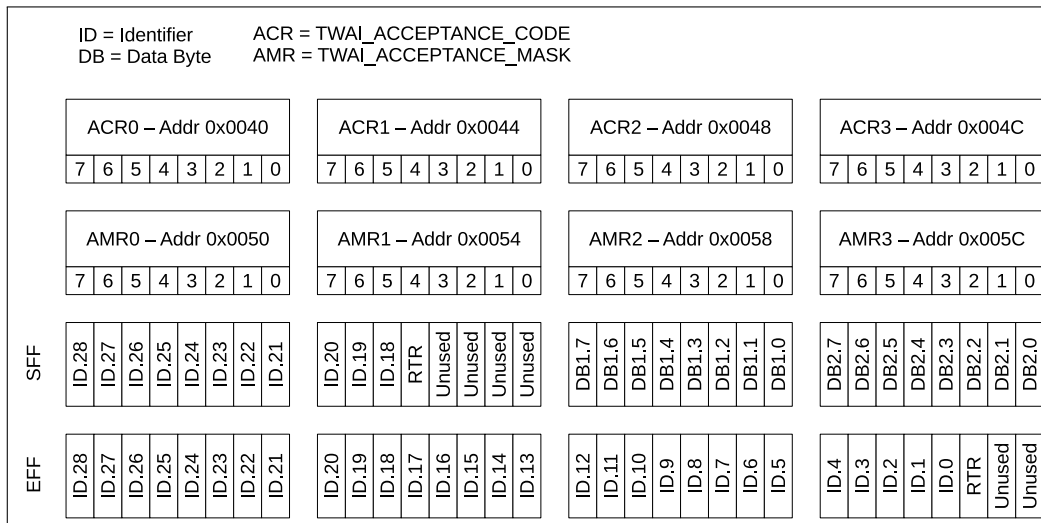 ID = Identifier ACR = TWAI_ACCEPTANCE_CODE
DB = Data Byte AMR = TWAI_ACCEPTANCE_MASK
ACR0 – Addr 0x0040 ACR1 – Addr 0x0044 ACR2 – Addr 0x0048 ACR3 – Addr 0x004C
7 6 5 4 3 2 1 0 7 6 5 4 3 2 1 0 7 6 5 4 3 2 1 0 7 6 5 4 3 2 1 0
AMR0 – Addr 0x0050 AMR1 – Addr 0x0054 AMR2 – Addr 0x0058 AMR3 – Addr 0x005C
7 6 5 4 3 2 1 0 7 6 5 4 3 2 1 0 7 6 5 4 3 2 1 0 7 6 5 4 3 2 1 0
SFF ID.28 ID.27 ID.26 ID.25 ID.24 ID.23 ID.22 ID.21 ID.20 ID.19 ID.18 RTR Unused Unused Unused Unused DB1.7 DB1.6 DB1.5 DB1.4 DB1.3 DB1.2 DB1.1 DB1.0 DB2.7 DB2.6 DB2.5 DB2.4 DB2.3 DB2.2 DB2.1 DB2.0
EFF ID.28 ID.27 ID.26 ID.25 ID.24 ID.23 ID.22 ID.21 ID.20 ID.19 ID.18 ID.17 ID.16 ID.15 ID.14 ID.13 ID.12 ID.11 ID.10 ID.9 ID.8 ID.7 ID.6 ID.5 ID.4 ID.3 ID.2 ID.1 ID.0 RTR Unused Unused